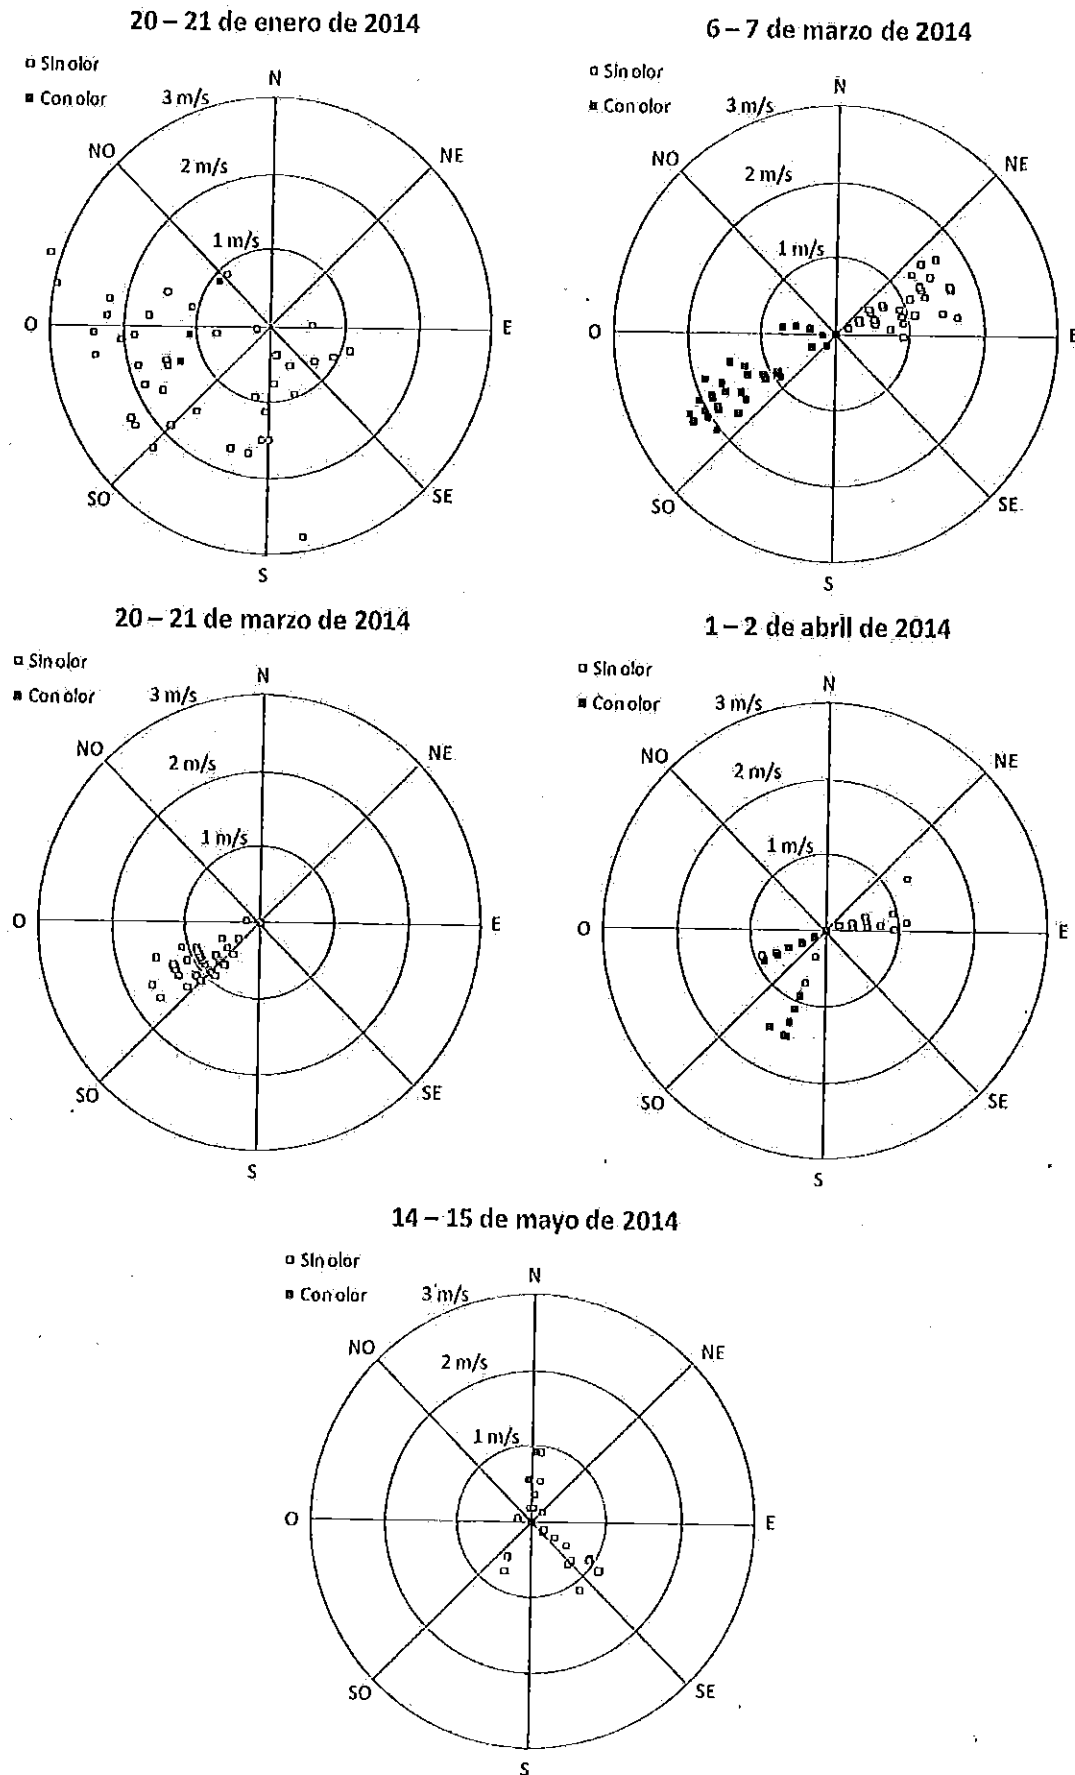 20 – 21 de enero de 2014
Sin olor
Con olor
3 m/s
N
NO
NE
2 m/s
1 m/s
O
E
SO
SE
S
6 – 7 de marzo de 2014
Sin olor
Con olor
3 m/s
N
NO
NE
2 m/s
1 m/s
O
E
SO
SE
S
20 – 21 de marzo de 2014
Sin olor
Con olor
3 m/s
N
NO
NE
2 m/s
1 m/s
O
E
SO
SE
S
1 – 2 de abril de 2014
Sin olor
Con olor
3 m/s
N
NO
NE
2 m/s
1 m/s
O
E
SO
SE
S
14 – 15 de mayo de 2014
Sin olor
Con olor
3 m/s
N
NO
NE
2 m/s
1 m/s
O
E
SO
SE
S